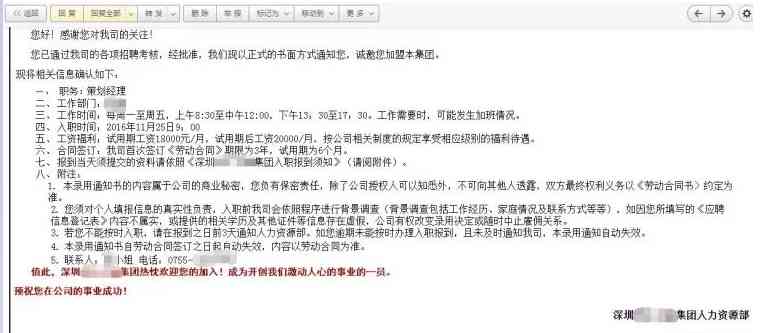 << 返回 回复 回复全部 转发 删除 举报 标记为 移动到 更多
您好！感谢您对我司的关注！
您已通过我司的各项招聘考核，经批准，我们现以正式的书面方式通知您，诚邀您加盟本集团。
现将相关信息确认如下：
一、 职务：策划经理
二、工作部门：
三、工作时间：每周一至周五，上午8:30至中午12:00，下午13；30至17，30。工作需要时，可能发生加班情况。
四、入职时间：2016年11月25日9；00
五、工资福利：试用期工资18000元/月，试用期后工资20000/月，按公司相关制度的规定享受相应级别的福利待遇。
六、合同签订：我司首次签订《劳动合同》期限为3年，试用期为6个月。
七、报到当天须提交的资料请依照《深圳 集团入职报到须知》（请阅附件）。
八、附注：
1. 本录用通知书的内容属于公司的商业秘密，您负有保密责任，除了公司授权人可以知悉外，不可向其他人透露，双方最终权利义务以《劳动合同书》约定为
准。
2. 您须对个人填报信息的真实性负责，入职前我司会依照程序进行背景调查（背景调查包括工作经历、家庭情况及联系方式等等），如因您所填写的《应聘
信息登记表》内容不属实，或提供的相关学历及其他证件等信息存在虚假，公司有权改变录用决定或随时中止雇佣关系。
3. 若您不能按时入职，请在报到之日前3天通知人力资源部。如您逾期未能按时办理入职报到，且未及时通知我司，本录用通知自动失效。
4. 本录用通知书自劳动合同签订之日起自动失效，内容以劳动合同为准。
5. 联系人： 小姐 电话：0755-
值此，深圳 集团热忱欢迎您的加入！成为开创我们激动人心的事业的一员。
预祝您在公司的事业成功！
深圳 集团人力资源部